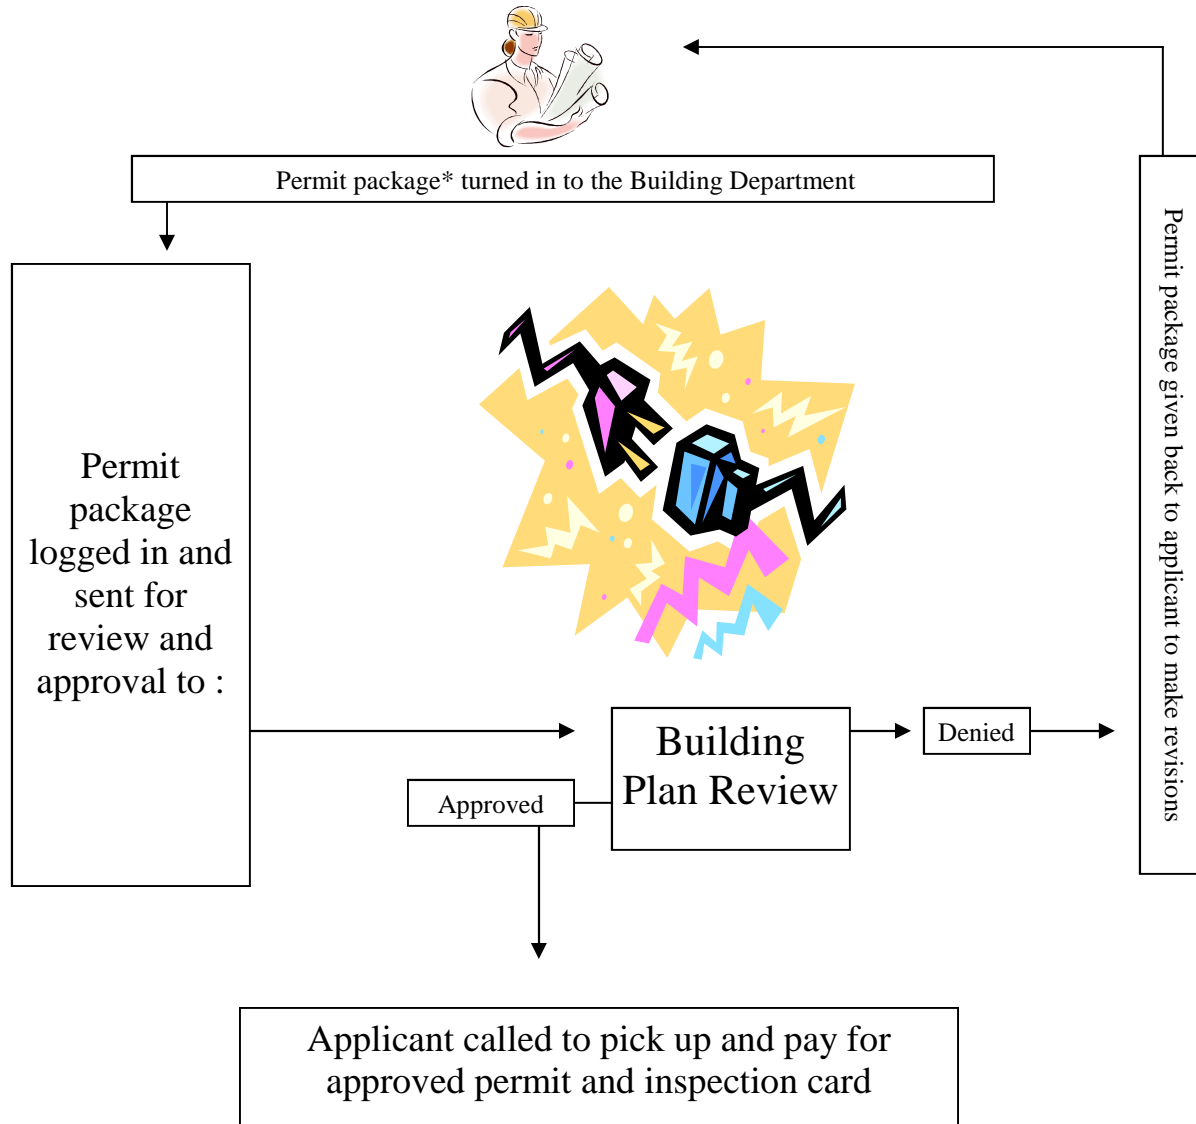 Permit package* turned in to the Building Department
Permit
package
logged in and
sent for
review and
approval to :
Building
Plan Review
Denied
Approved
Permit package given back to applicant to make revisions
Applicant called to pick up and pay for
approved permit and inspection card